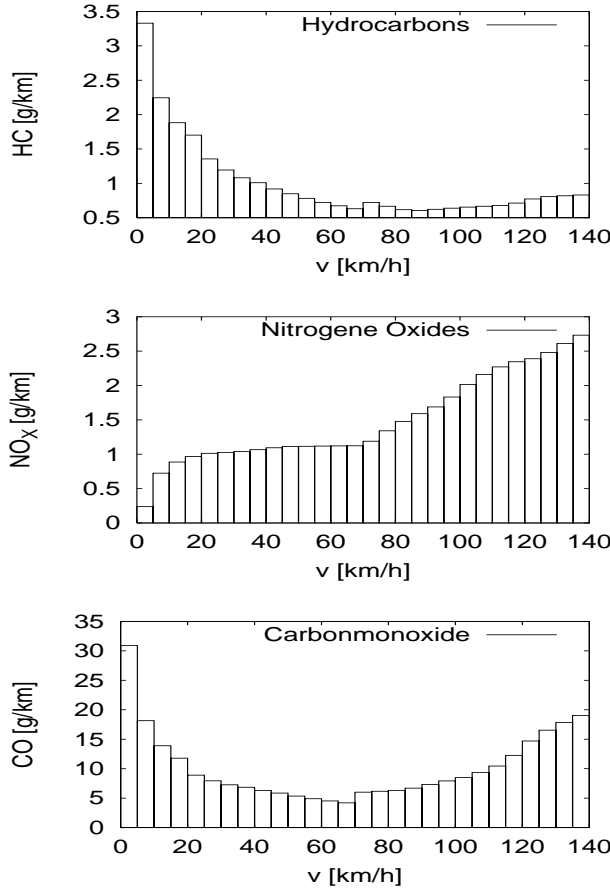 Hydrocarbons
3.5
3
2.5
2
1.5
1
0.5
HC [g/km]
0 20 40 60 80 100 120 140
v [km/h]
Nitrogene Oxides
3
2.5
2
1.5
1
0.5
0
NOX [g/km]
0 20 40 60 80 100 120 140
v [km/h]
Carbonmonoxide
35
30
25
20
15
10
5
0
CO [g/km]
0 20 40 60 80 100 120 140
v [km/h]